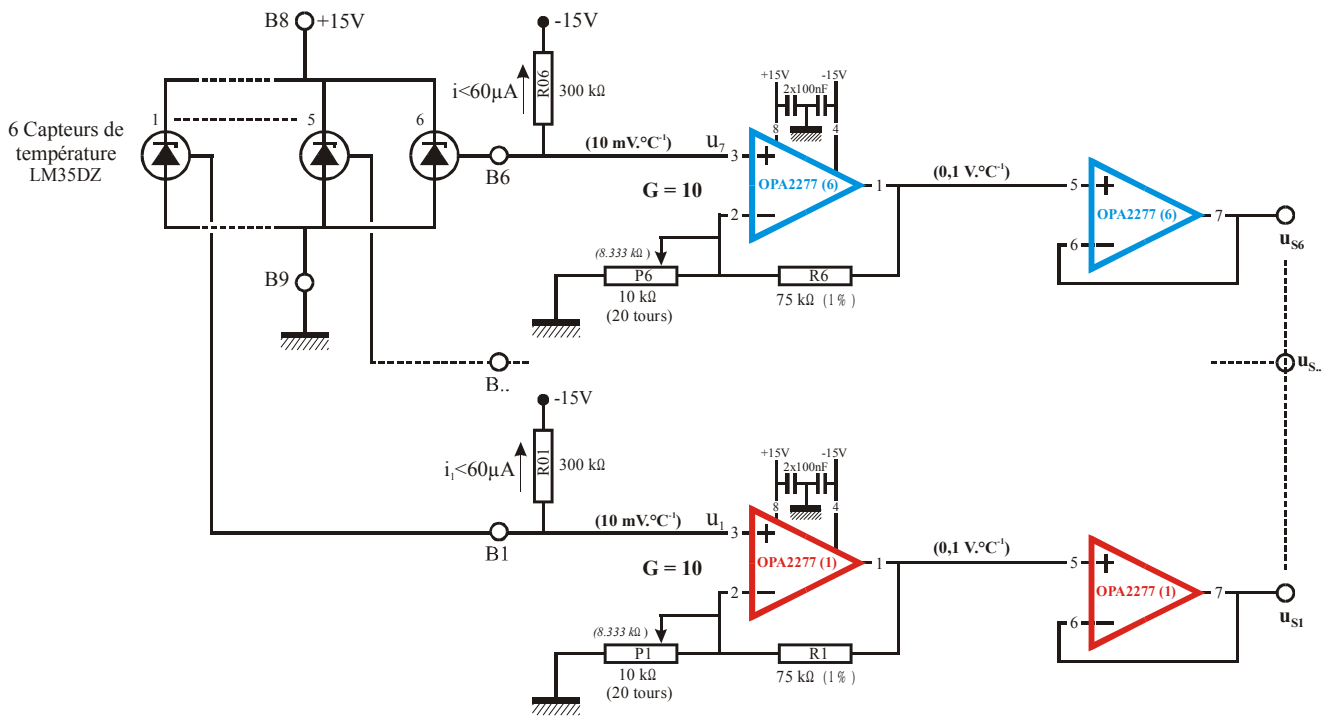 B8
+15V
-15V
i<60µA
R06
300 kΩ
+15V
-15V
2x100nF
8
4
6 Capteurs de
température
LM35DZ
1
5
6
B6
(10 mV.°C⁻¹)
u₇
3
+
OPA2277 (6)
1
G = 10
2
(0,1 V.°C⁻¹)
5
+
OPA2277 (6)
7
6
uS6
(8.333 kΩ)
P6
10 kΩ
(20 tours)
R6
75 kΩ (1%)
B9
B..
uS..
-15V
i₁<60µA
R01
300 kΩ
+15V
-15V
2x100nF
8
4
B1
(10 mV.°C⁻¹)
u₁
3
+
OPA2277 (1)
1
G = 10
2
(0,1 V.°C⁻¹)
5
+
OPA2277 (1)
7
6
uS1
(8.333 kΩ)
P1
10 kΩ
(20 tours)
R1
75 kΩ (1%)